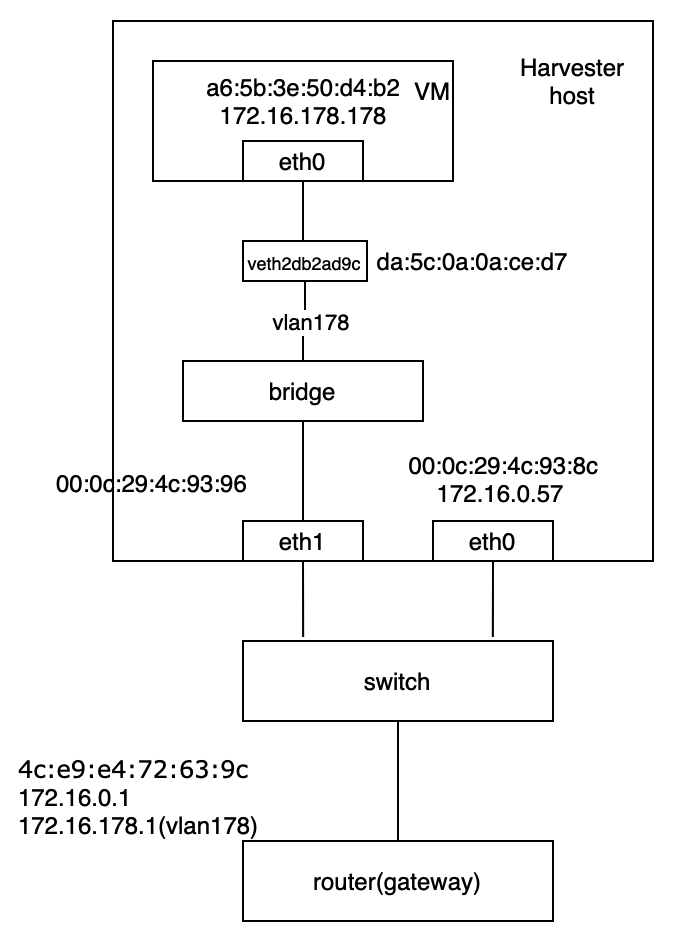 Harvester
host
a6:5b:3e:50:d4:b2
VM
172.16.178.178
eth0
veth2db2ad9c
da:5c:0a:0a:ce:d7
vlan178
bridge
00:0c:29:4c:93:96
00:0c:29:4c:93:8c
172.16.0.57
eth1
eth0
switch
4c:e9:e4:72:63:9c
172.16.0.1
172.16.178.1(vlan178)
router(gateway)